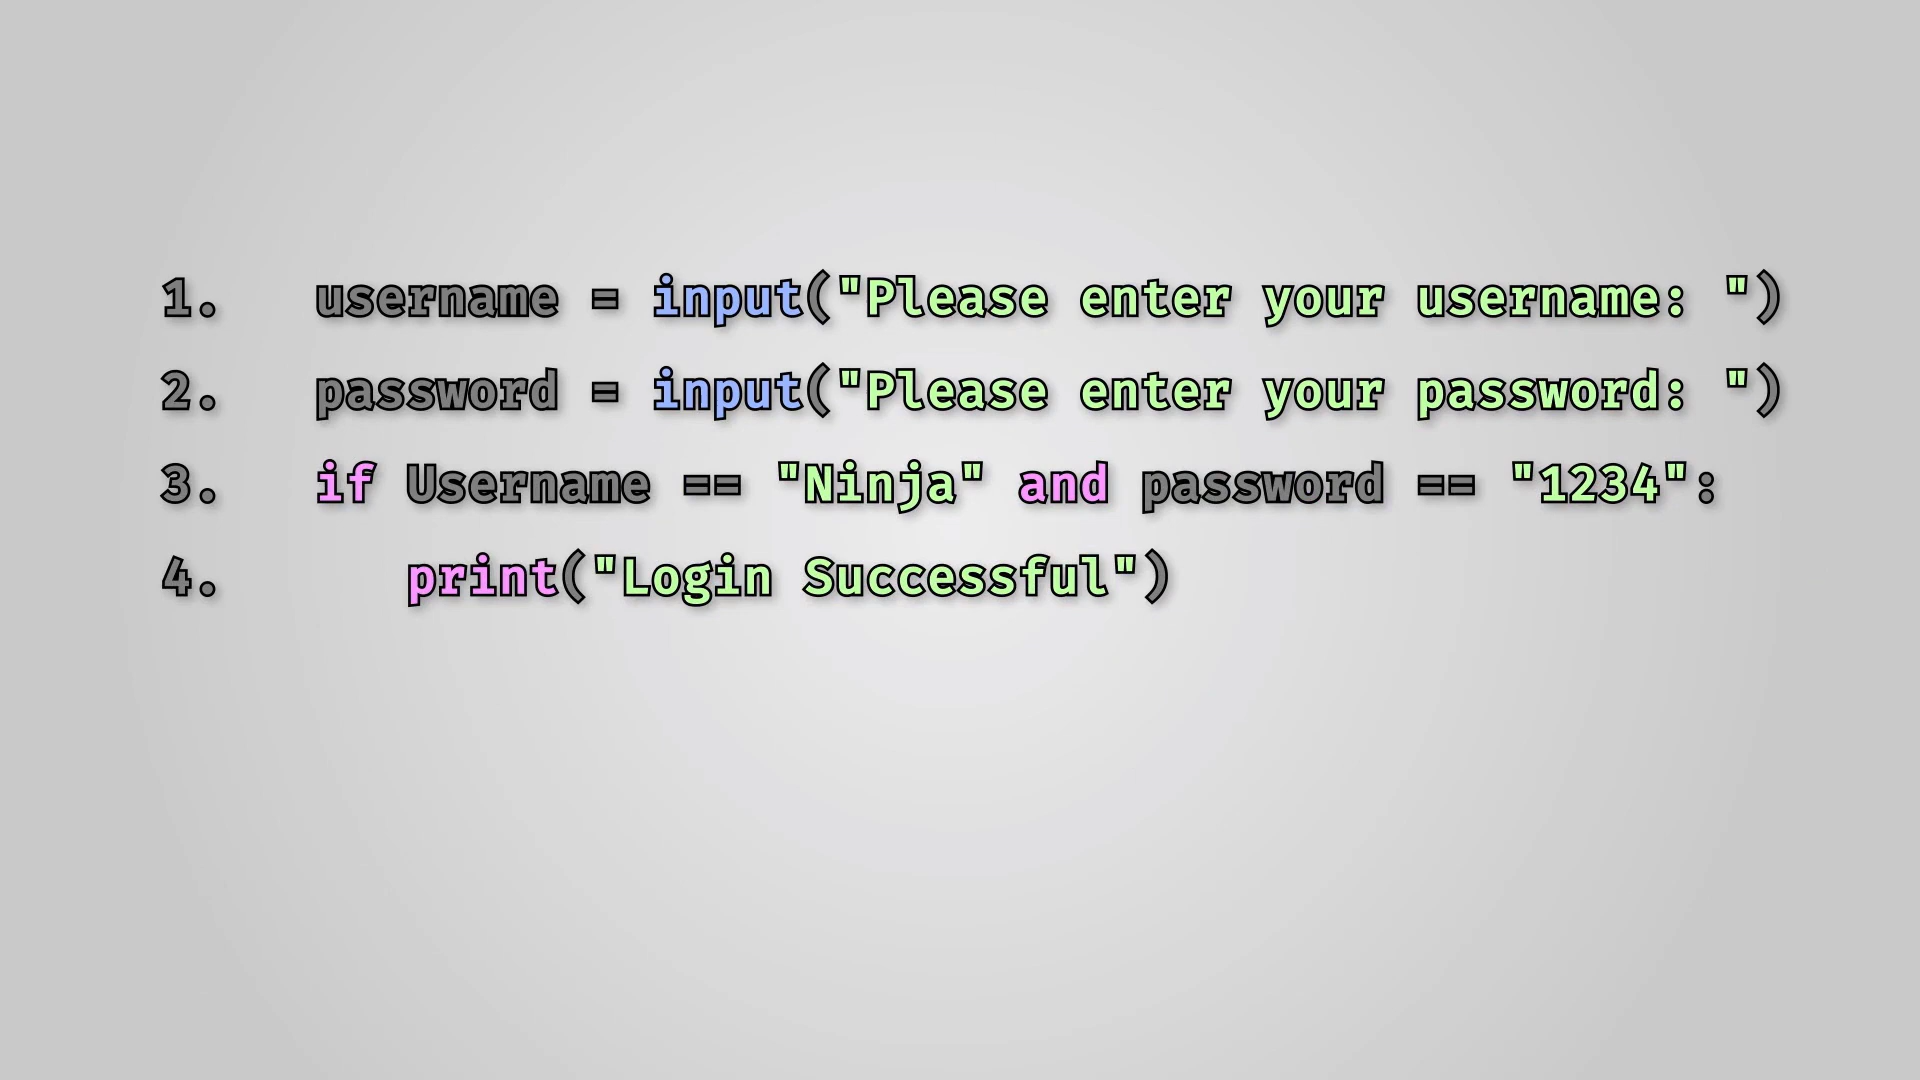 1. username = input("Please enter your username: ")
2. password = input("Please enter your password: ")
3. if Username == "Ninja" and password == "1234":
4. print("Login Successful")